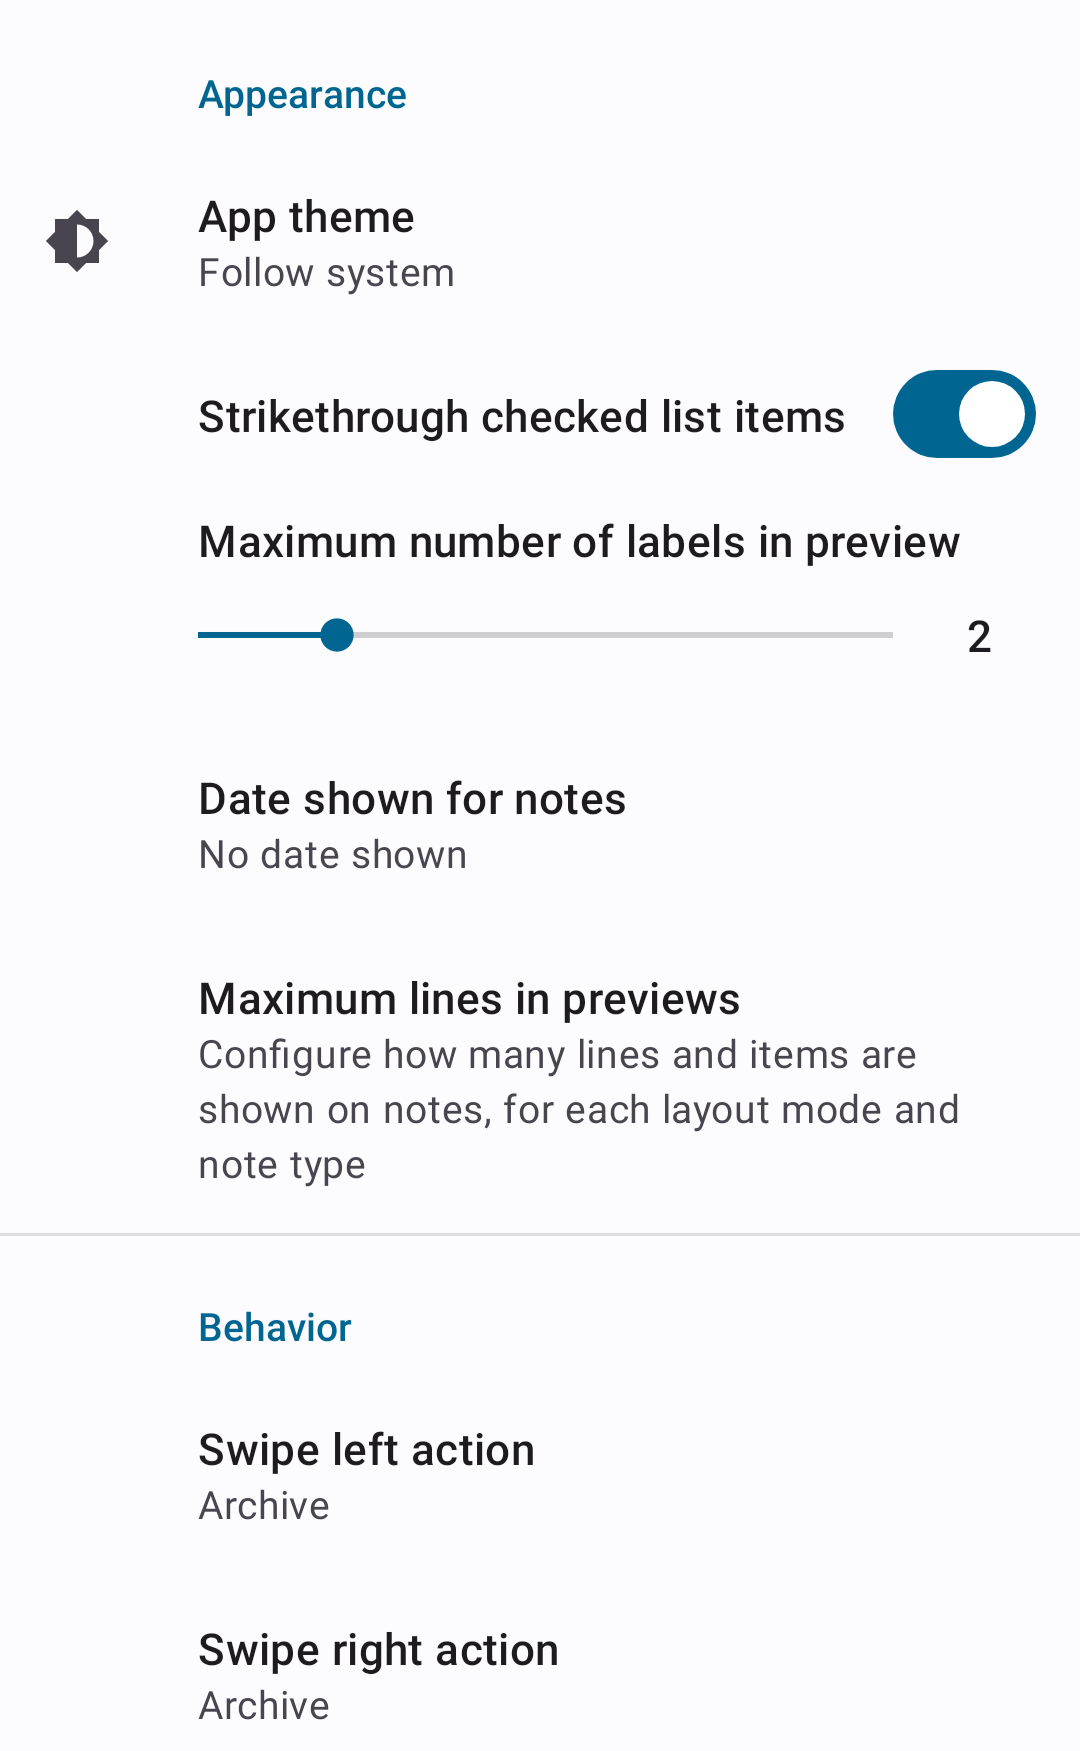 Appearance
App theme
Follow system
Strikethrough checked list items
Maximum number of labels in preview
2
Date shown for notes
No date shown
Maximum lines in previews
Configure how many lines and items are
shown on notes, for each layout mode and
note type
Behavior
Swipe left action
Archive
Swipe right action
Archive